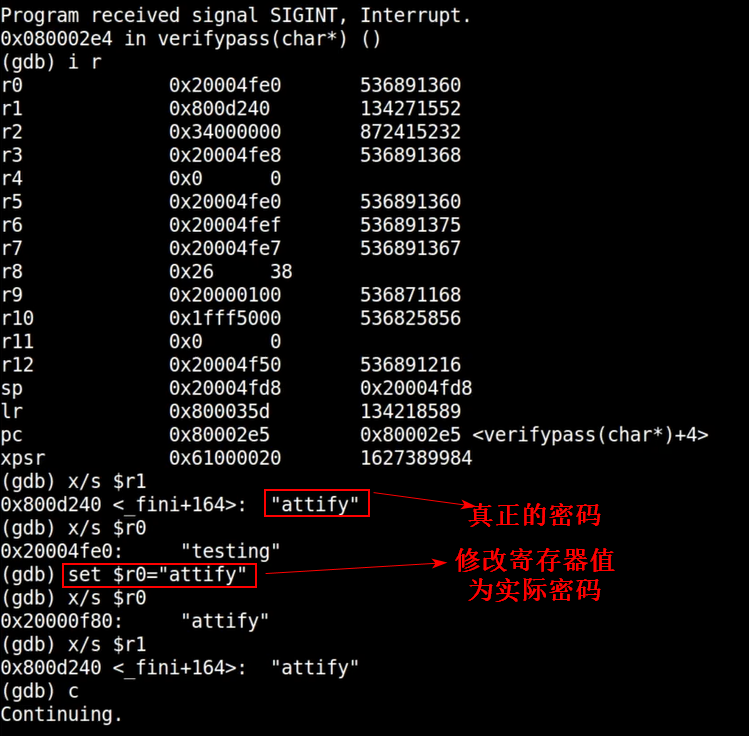 Program received signal SIGINT, Interrupt.
0x080002e4 in verifypass(char*) ()
(gdb) i r
r0 0x20004fe0 536891360
r1 0x800d240 134271552
r2 0x34000000 872415232
r3 0x20004fe8 536891368
r4 0x0 0
r5 0x20004fe0 536891360
r6 0x20004fef 536891375
r7 0x20004fe7 536891367
r8 0x26 38
r9 0x20000100 536871168
r10 0x1fff5000 536825856
r11 0x0 0
r12 0x20004f50 536891216
sp 0x20004fd8 0x20004fd8
lr 0x800035d 134218589
pc 0x80002e5 0x80002e5 <verifypass(char*)+4>
xpsr 0x61000020 1627389984
(gdb) x/s $r1
0x800d240 <_fini+164>: "attify"
真正的密码
(gdb) x/s $r0
0x20004fe0: "testing"
(gdb) set $r0="attify"
修改寄存器值
为实际密码
(gdb) x/s $r0
0x20000f80: "attify"
(gdb) x/s $r1
0x800d240 <_fini+164>: "attify"
(gdb) c
Continuing.